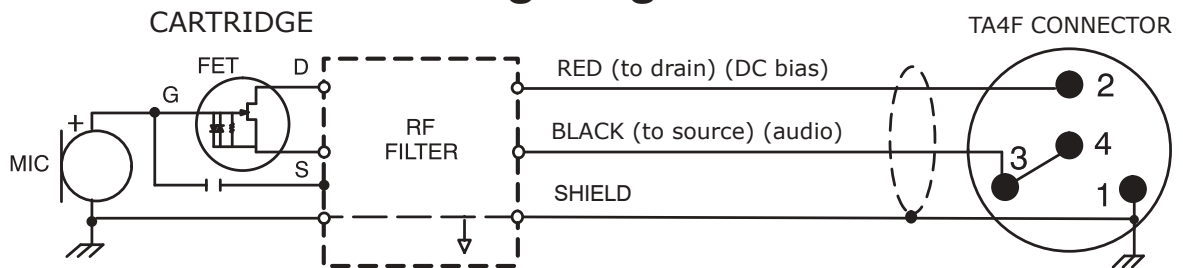 CARTRIDGE
TA4F CONNECTOR
FET
D
RED (to drain) (DC bias)
2
G
+
RF
FILTER
BLACK (to source) (audio)
MIC
S
3
4
SHIELD
1